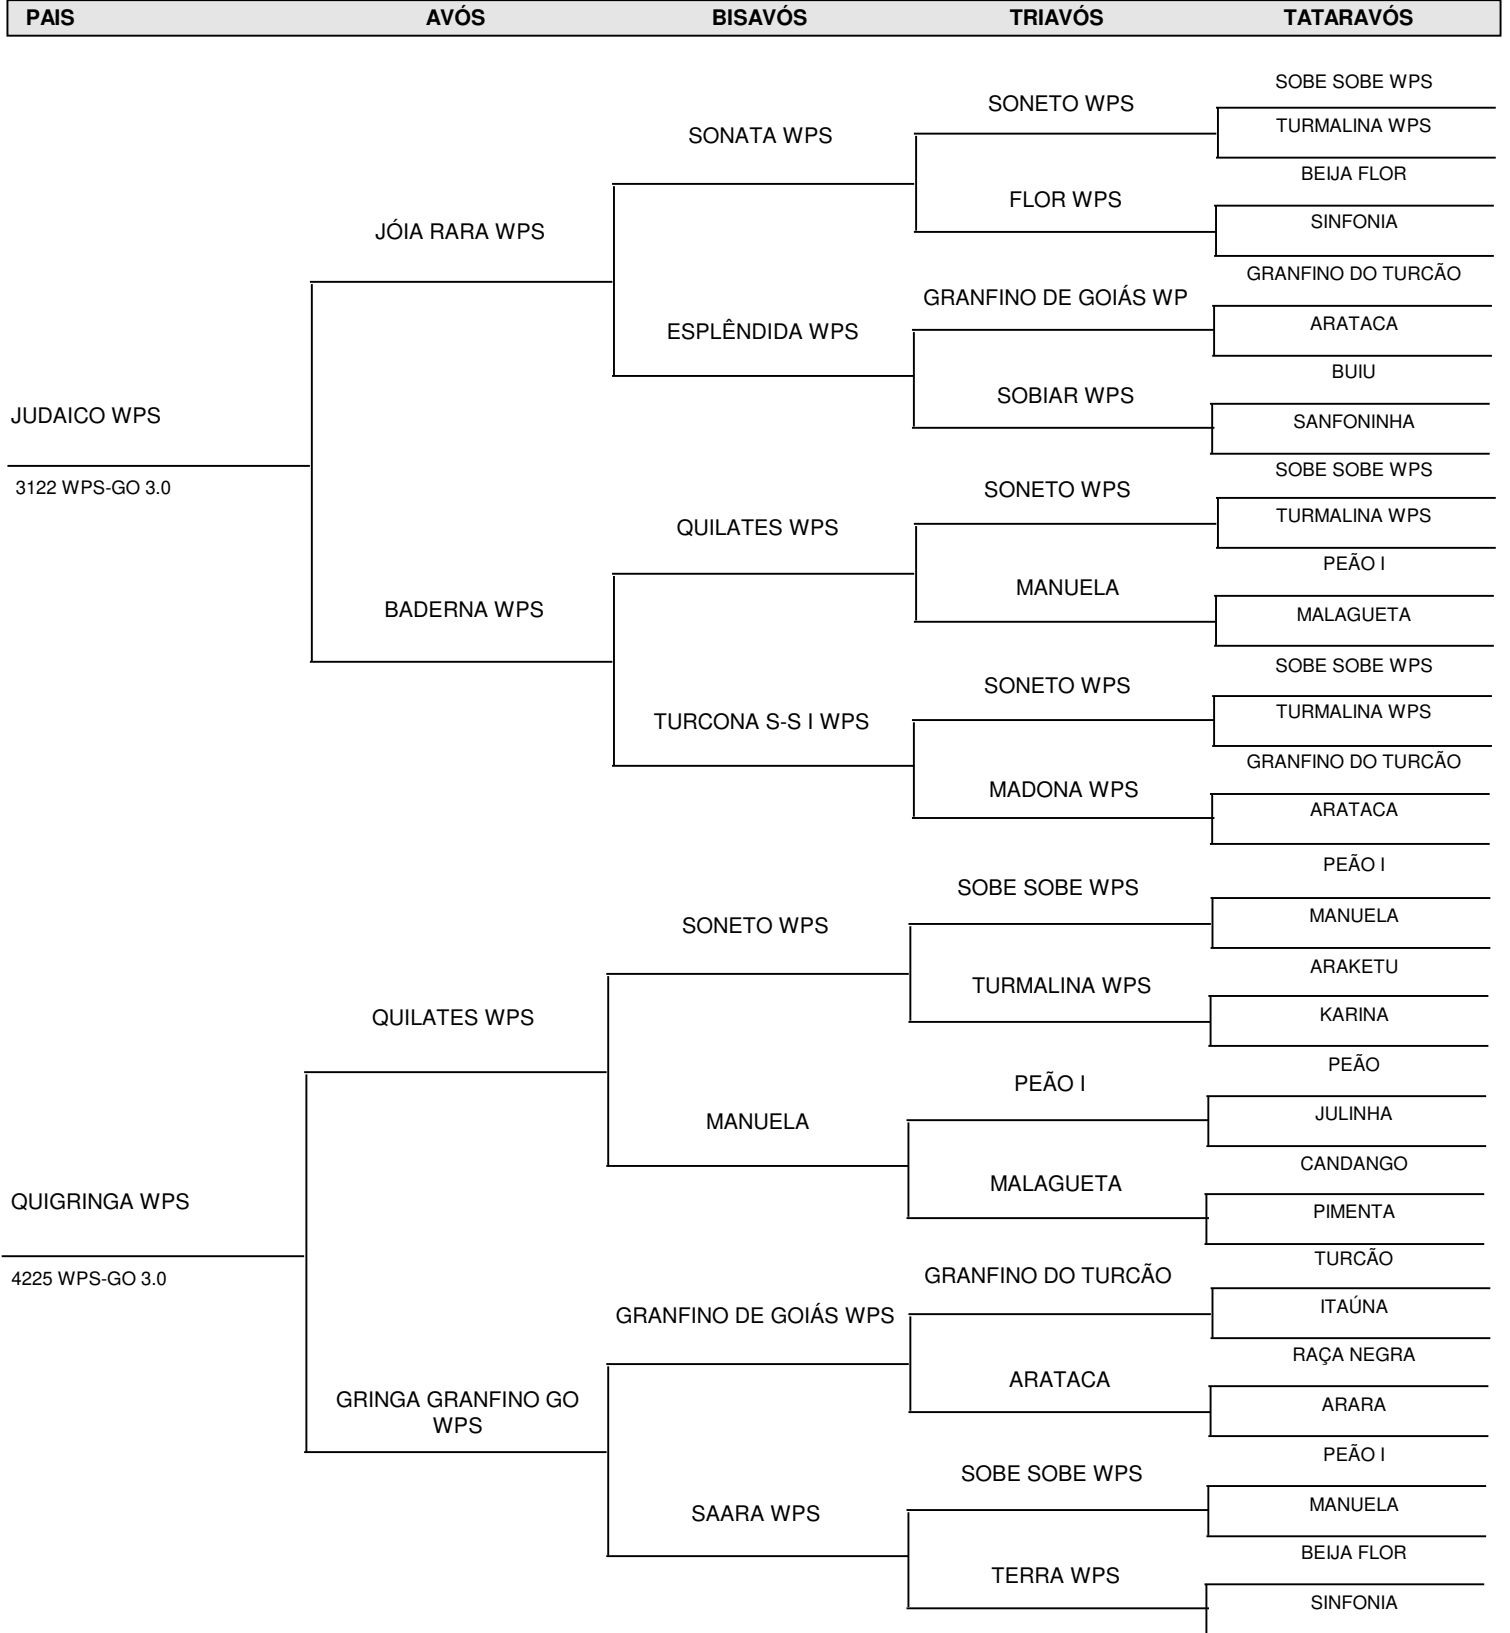 PAIS AVÓS BISAVÓS TRIAVÓS TATARAVÓS
SOBE SOBE WPS
SONETO WPS
TURMALINA WPS
SONATA WPS
BEIJA FLOR
FLOR WPS
SINFONIA
JÓIA RARA WPS
GRANFINO DO TURCÃO
GRANFINO DE GOIÁS WP
ARATACA
ESPLÊNDIDA WPS
BUIU
SOBIAR WPS
SANFONINHA
JUDAICO WPS
3122 WPS-GO 3.0
SOBE SOBE WPS
SONETO WPS
TURMALINA WPS
QUILATES WPS
PEÃO I
MANUELA
MALAGUETA
BADERNA WPS
SOBE SOBE WPS
SONETO WPS
TURMALINA WPS
TURCONA S-S I WPS
GRANFINO DO TURCÃO
MADONA WPS
ARATACA
PEÃO I
SOBE SOBE WPS
MANUELA
SONETO WPS
ARAKETU
TURMALINA WPS
KARINA
QUILATES WPS
PEÃO
PEÃO I
JULINHA
MANUELA
CANDANGO
MALAGUETA
PIMENTA
QUIGRINGA WPS
4225 WPS-GO 3.0
TURCÃO
GRANFINO DO TURCÃO
ITAÚNA
GRANFINO DE GOIÁS WPS
RAÇA NEGRA
ARATACA
ARARA
GRINGA GRANFINO GO
WPS
PEÃO I
SOBE SOBE WPS
MANUELA
SAARA WPS
BEIJA FLOR
TERRA WPS
SINFONIA